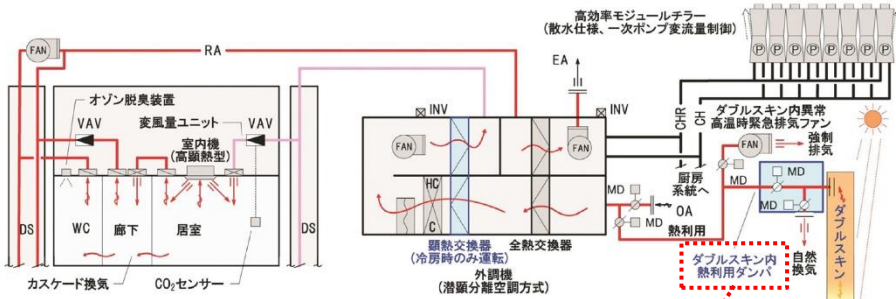 高効率モジュールチラー
(散水仕様、一次ポンプ変流量制御)
P P P P P P P P
FAN
RA
EA
オゾン脱臭装置
VAV
変風量ユニット
VAV
室内機
(高顕熱型)
INV
INV
FAN
FAN
CHR
CH
ダブルスキン内異常
高温時緊急排気ファン
FAN
強制
排気
MD
MD
MD
MD
MD
MD
厨房
系統へ
OA
熱利用
HC
C
DS
WC
廊下
居室
DS
顕熱交換器
(冷房時のみ運転)
全熱交換器
外調機
(潜顕分離空調方式)
カスケード換気
CO2センサー
ダブルスキン内
熱利用ダンパ
自然
換気
ダブルスキン